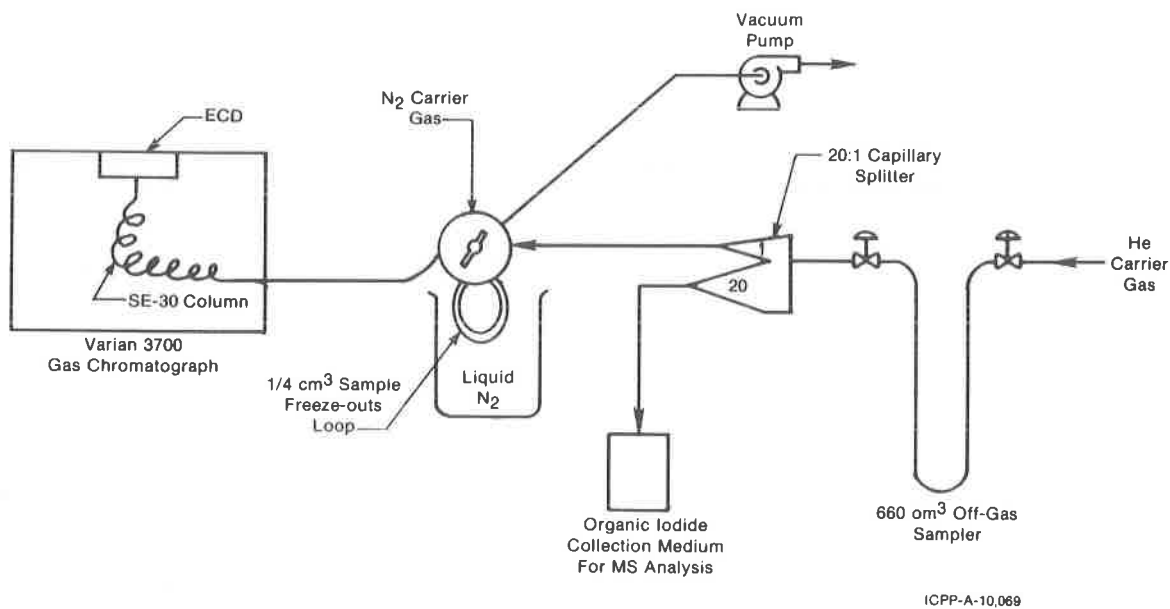 Vacuum
Pump
N2 Carrier
Gas
ECD
20:1 Capillary
Splitter
1
20
He
Carrier
Gas
SE-30 Column
Varian 3700
Gas Chromatograph
1/4 cm3 Sample
Freeze-outs
Loop
Liquid
N2
Organic Iodide
Collection Medium
For MS Analysis
660 om3 Off-Gas
Sampler
ICPP-A-10,069